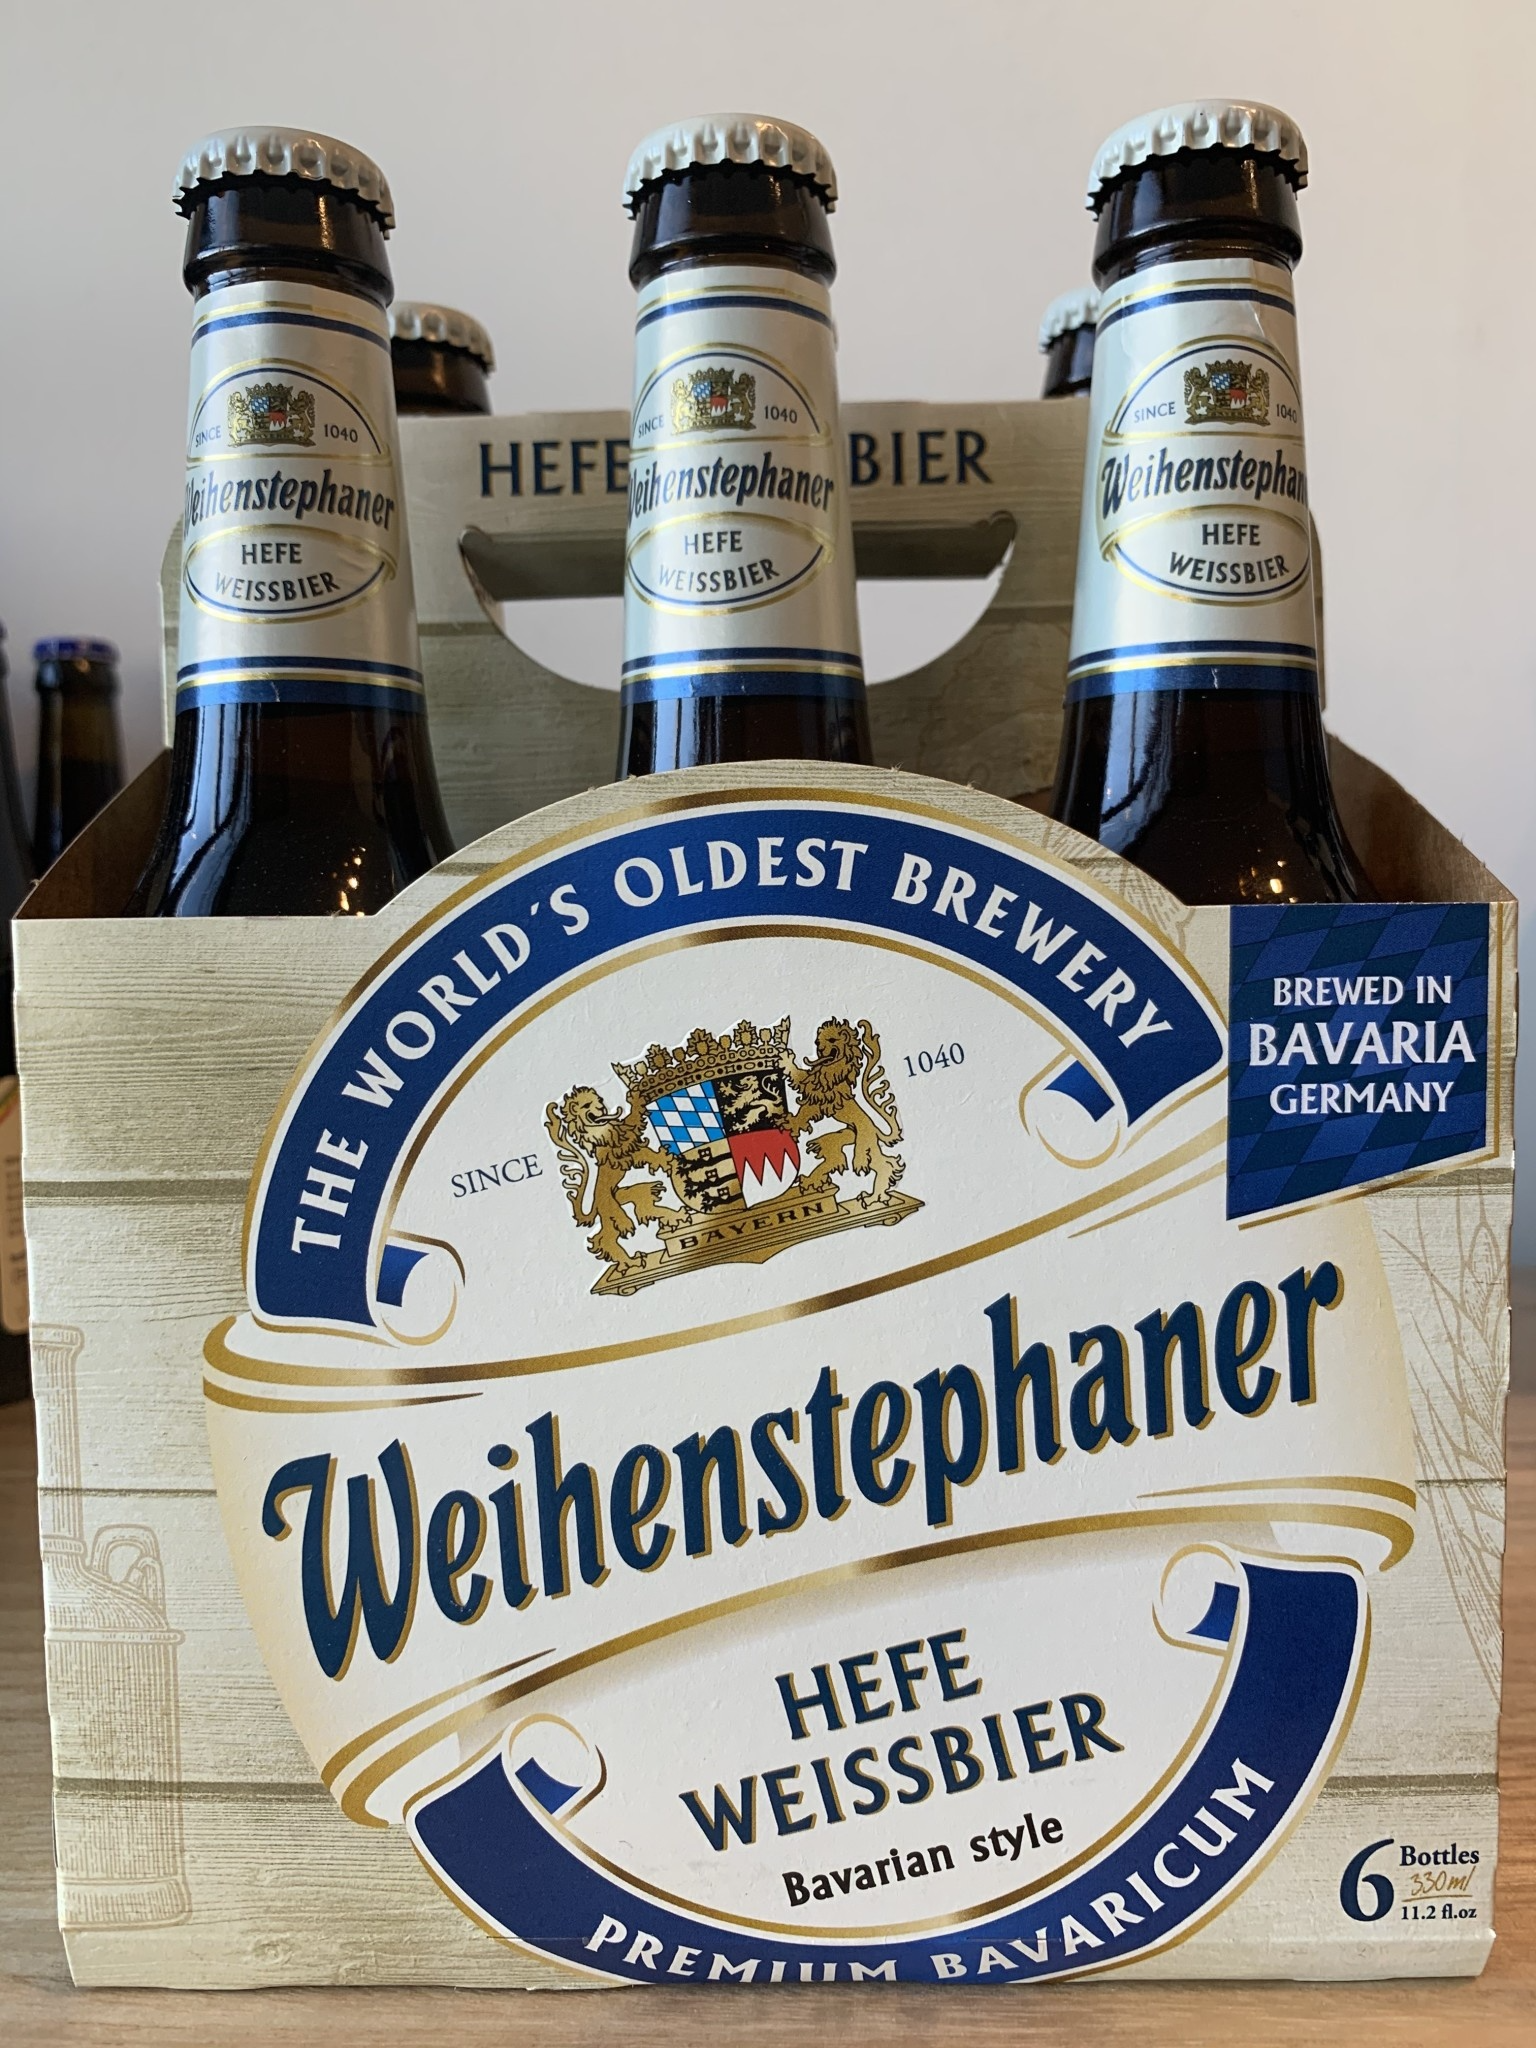 SINCE 1040
Weihenstephaner
HEFE
WEISSBIER
SINCE 1040
Weihenstephaner
HEFE
WEISSBIER
SINCE 1040
Weihenstephan
HEFE
WEISSBIER
HEFE BIER
THE WORLD'S OLDEST BREWERY
BREWED IN
BAVARIA
GERMANY
SINCE 1040
BAYERN
Weihenstephaner
HEFE
WEISSBIER
Bavarian style
PREMIUM BAVARICUM
6 Bottles
330ml
11.2 fl.oz